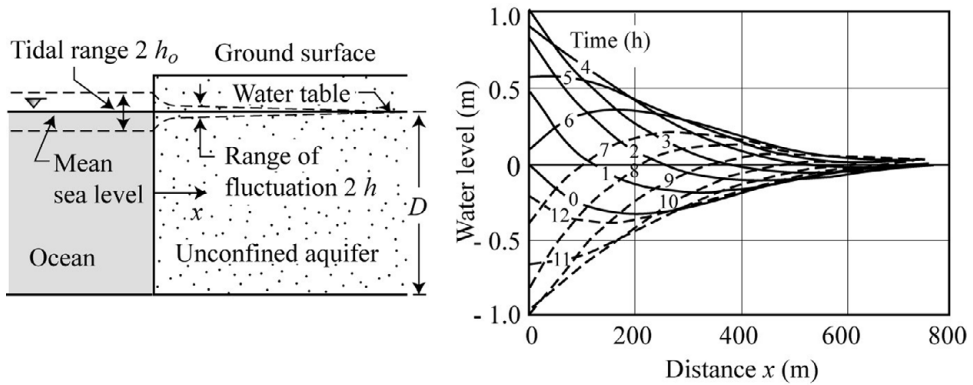 Tidal range 2 hₒ
Ground surface
Water table
Mean
sea level
Range of
fluctuation 2 h
x
D
Ocean
Unconfined aquifer
Water level (m)
1.0
0.5
0
- 0.5
- 1.0
Time (h)
4
5
6
7
2
3
8
1
9
0
10
12
11
0
200
400
600
800
Distance x (m)